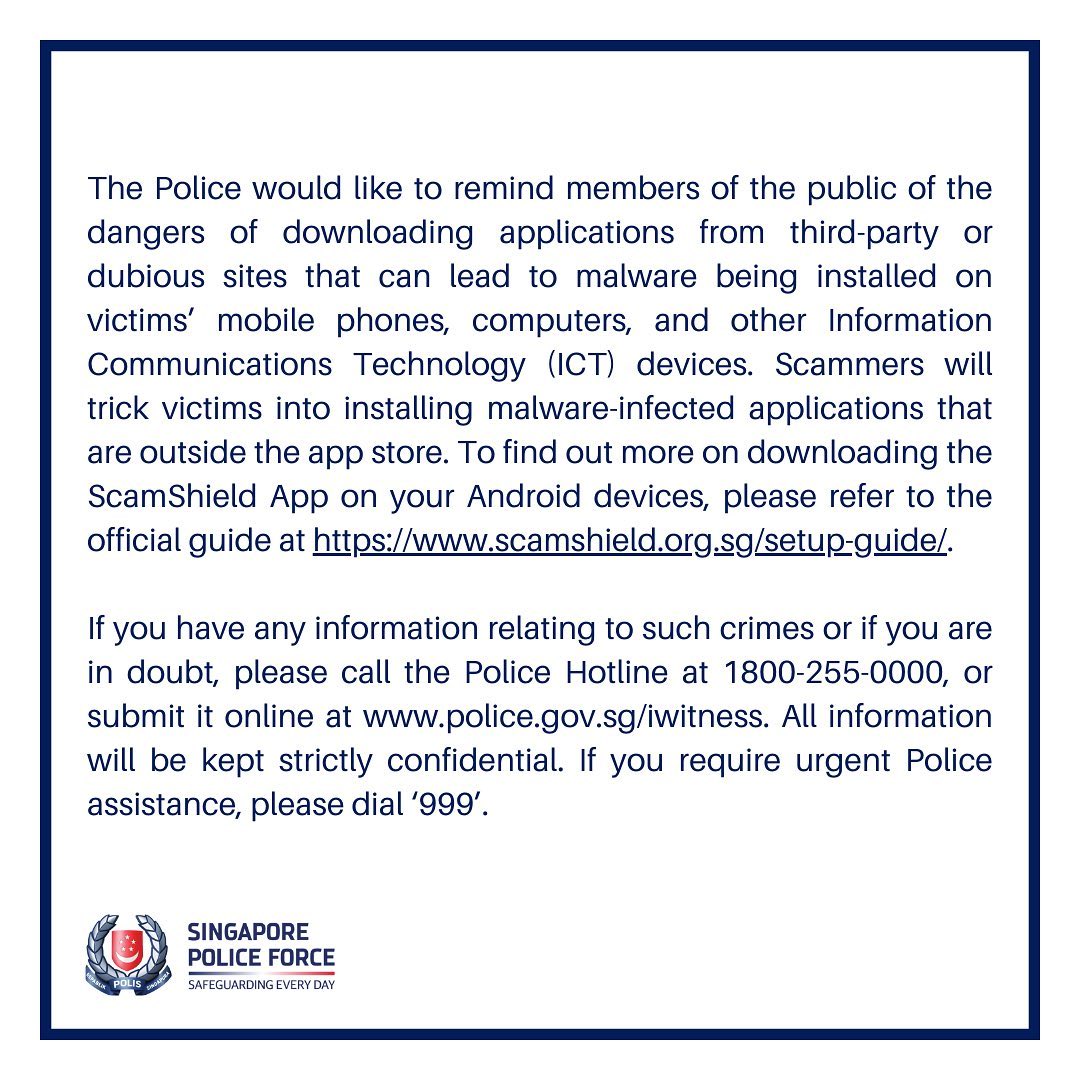 The Police would like to remind members of the public of the
dangers of downloading applications from third-party or
dubious sites that can lead to malware being installed on
victims’ mobile phones, computers, and other Information
Communications Technology (ICT) devices. Scammers will
trick victims into installing malware-infected applications that
are outside the app store. To find out more on downloading the
ScamShield App on your Android devices, please refer to the
official guide at https://www.scamshield.org.sg/setup-guide/.
If you have any information relating to such crimes or if you are
in doubt, please call the Police Hotline at 1800-255-0000, or
submit it online at www.police.gov.sg/iwitness. All information
will be kept strictly confidential. If you require urgent Police
assistance, please dial ‘999’.
SINGAPORE
POLICE FORCE
SAFEGUARDING EVERY DAY
REPUBLIK POLIS SINGAPURA